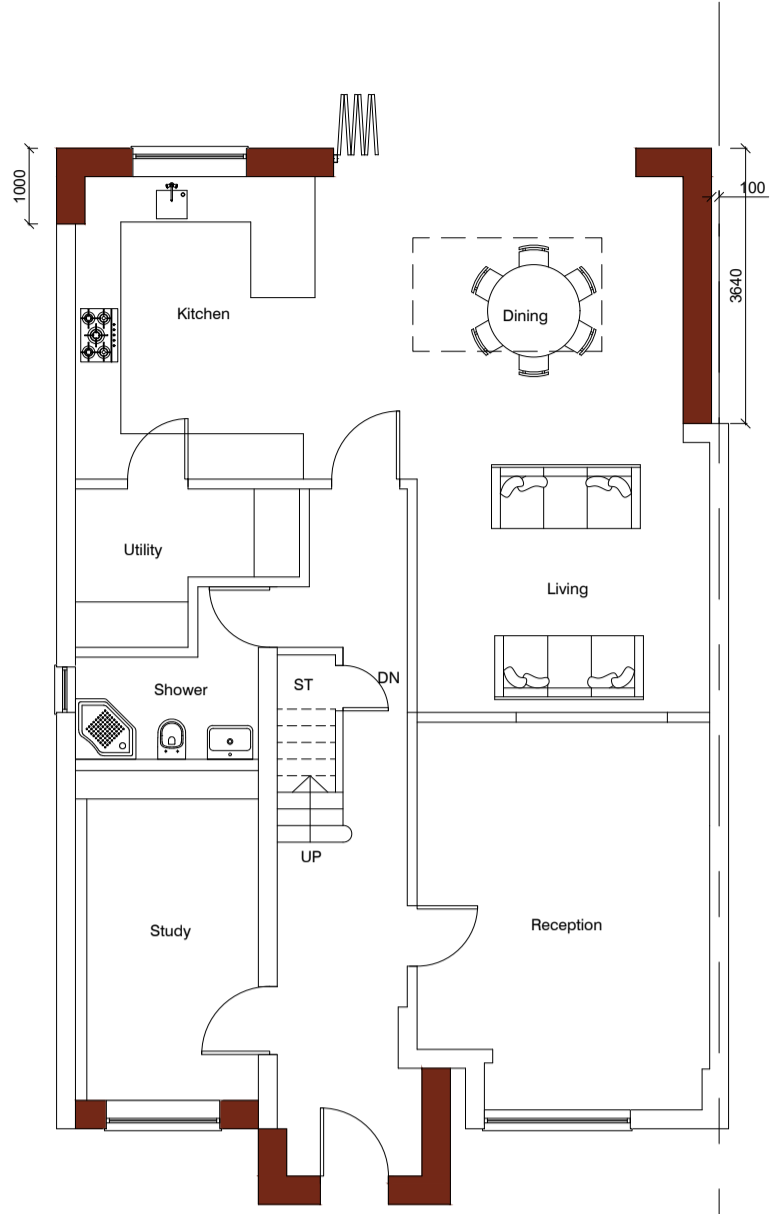 1000
100
3640
Kitchen
Dining
Utility
Living
Shower
ST
DN
UP
Study
Reception